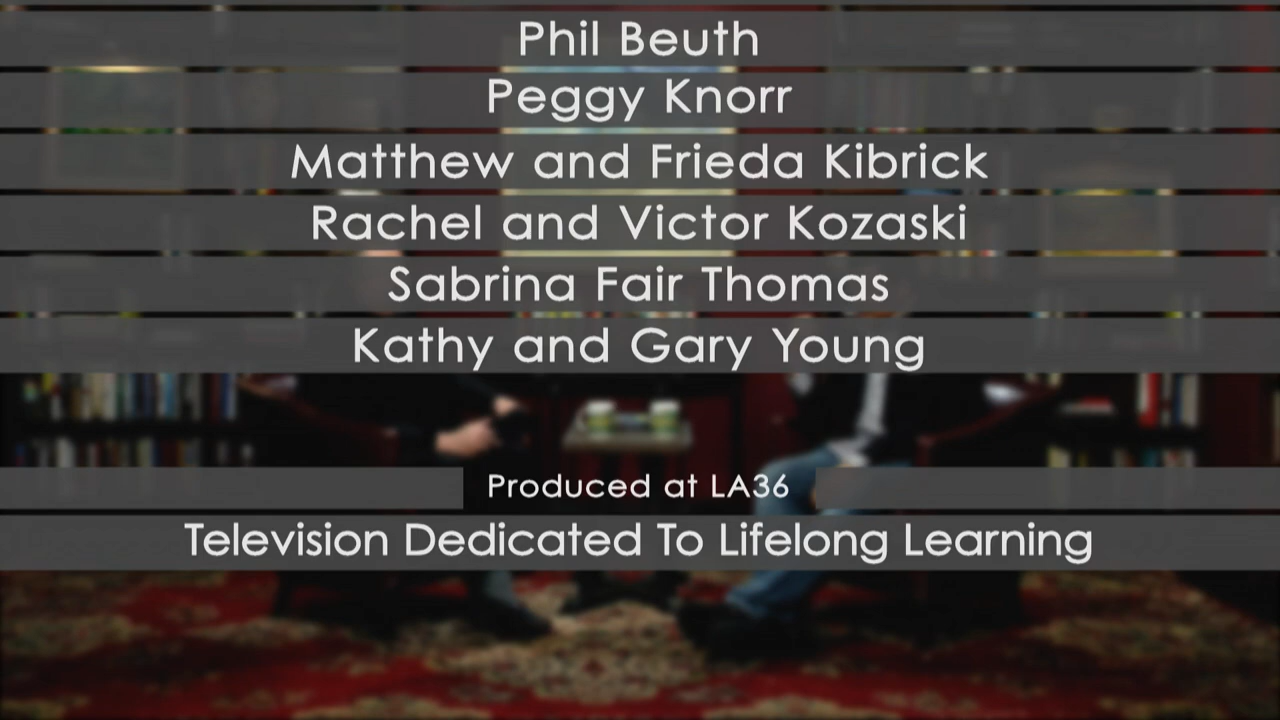 Phil Beuth
Peggy Knorr
Matthew and Frieda Kibrick
Rachel and Victor Kozaski
Sabrina Fair Thomas
Kathy and Gary Young
Produced at LA36
Television Dedicated To Lifelong Learning